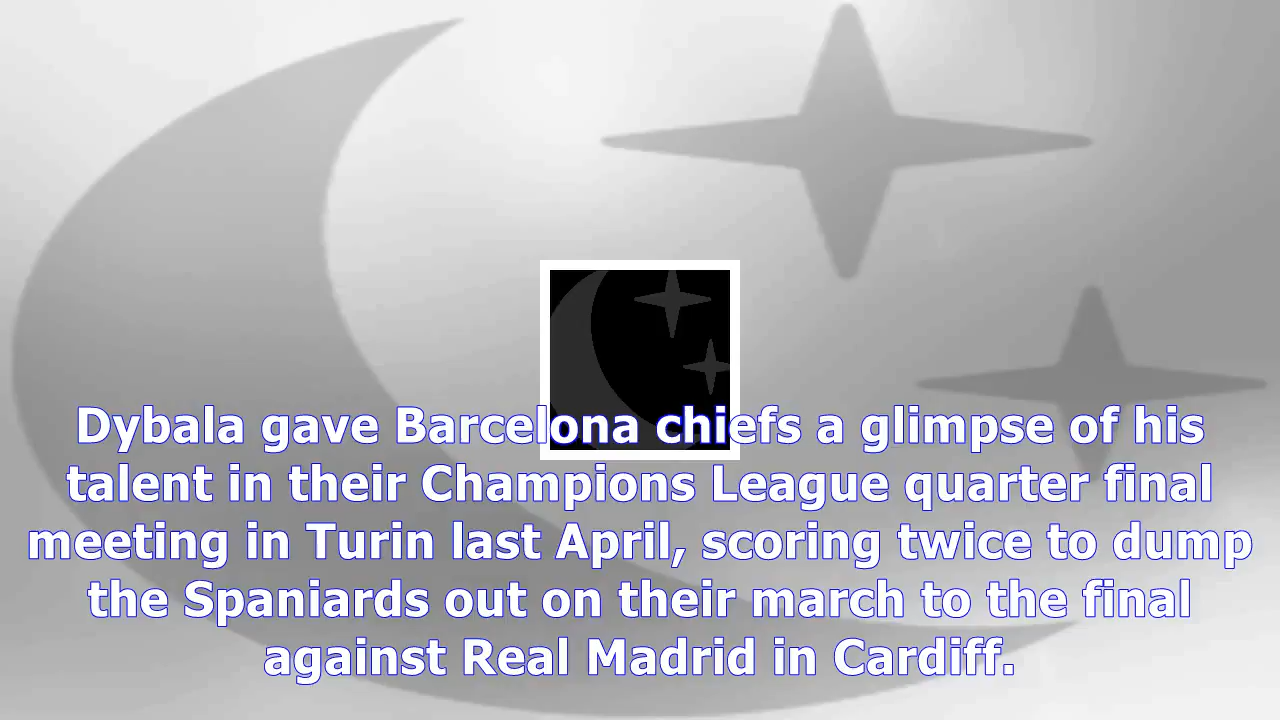 Dybala gave Barcelona chiefs a glimpse of his
talent in their Champions League quarter final
meeting in Turin last April, scoring twice to dump
the Spaniards out on their march to the final
against Real Madrid in Cardiff.